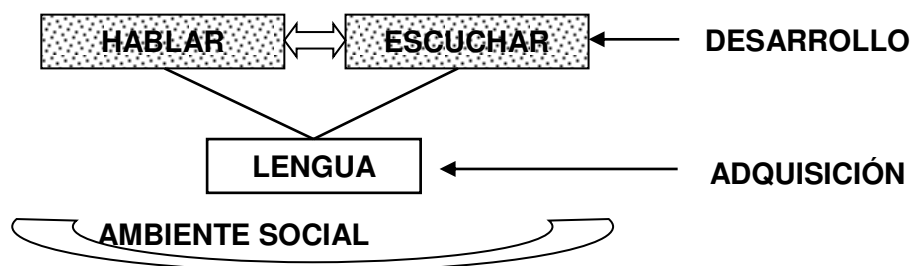 HABLAR ESCUCHAR DESARROLLO
LENGUA ADQUISICIÓN
AMBIENTE SOCIAL